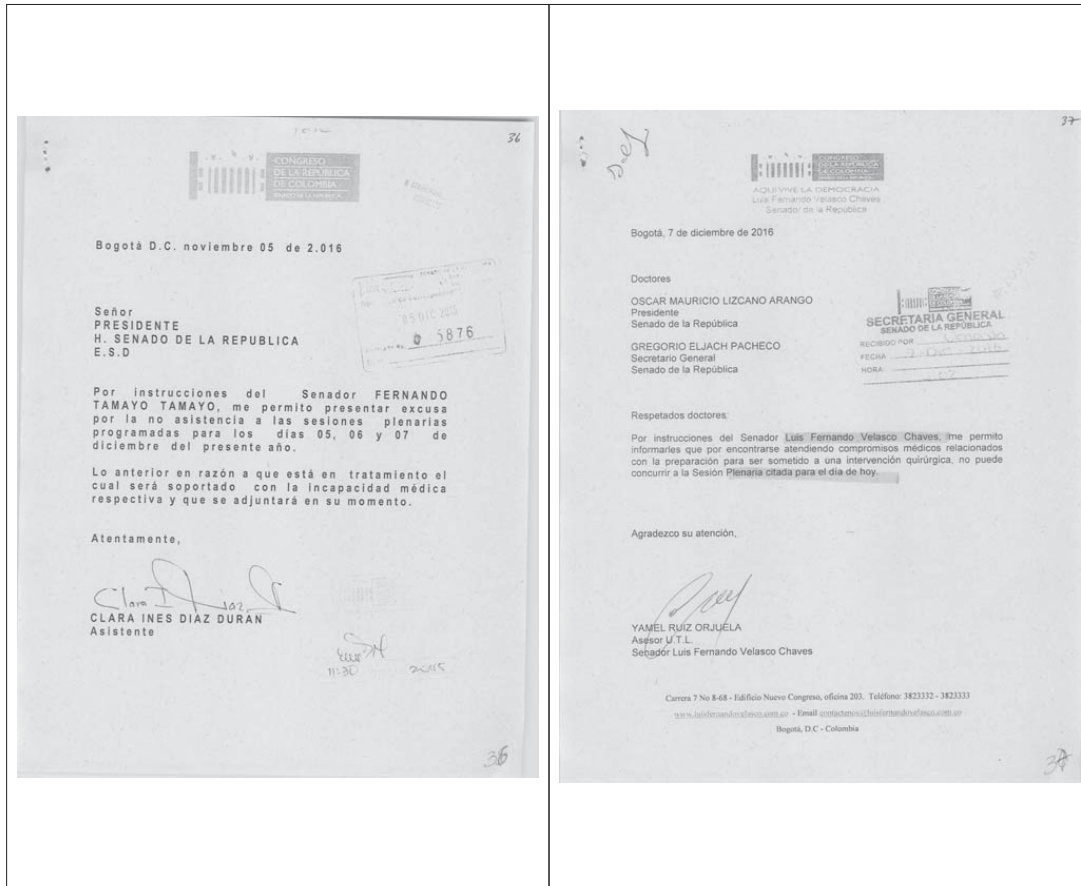 36
CONGRESO
DE LA REPÚBLICA
DE COLOMBIA
Bogotá D.C. noviembre 05 de 2.016
5876
Señor
PRESIDENTE
H. SENADO DE LA REPUBLICA
E.S.D
Por instrucciones del Senador FERNANDO
TAMAYO TAMAYO, me permito presentar excusa
por la no asistencia a las sesiones plenarias
programadas para los días 05, 06 y 07 de
diciembre del presente año.
Lo anterior en razón a que está en tratamiento el
cual será soportado con la incapacidad médica
respectiva y que se adjuntará en su momento.
Atentamente,
CLARA INES DIAZ DURAN
Asistente
11:30
36
37
AQUI VIVE LA DEMOCRACIA
Luis Fernando Velasco Chaves
Senador de la República
Bogotá, 7 de diciembre de 2016
Doctores
OSCAR MAURICIO LIZCANO ARANGO
Presidente
Senado de la República
GREGORIO ELJACH PACHECO
Secretario General
Senado de la República
SECRETARIA GENERAL
SENADO DE LA REPÚBLICA
RECIBIDO POR
FECHA
HORA:
Respetados doctores:
Por instrucciones del Senador Luis Fernando Velasco Chaves, me permito
informarles que por encontrarse atendiendo compromisos médicos relacionados
con la preparación para ser sometido a una intervención quirúrgica, no puede
concurrir a la Sesión Plenaria citada para el día de hoy.
Agradezco su atención,
YAMEL RUIZ ORJUELA
Asesor U.T.L.
Senador Luis Fernando Velasco Chaves
Carrera 7 No 8-68 - Edificio Nuevo Congreso, oficina 203. Teléfono: 3823332 - 3823333
www.luisfernandovelasco.com.co - Email contactenos@luisfernandovelasco.com.co
Bogotá, D.C - Colombia
37